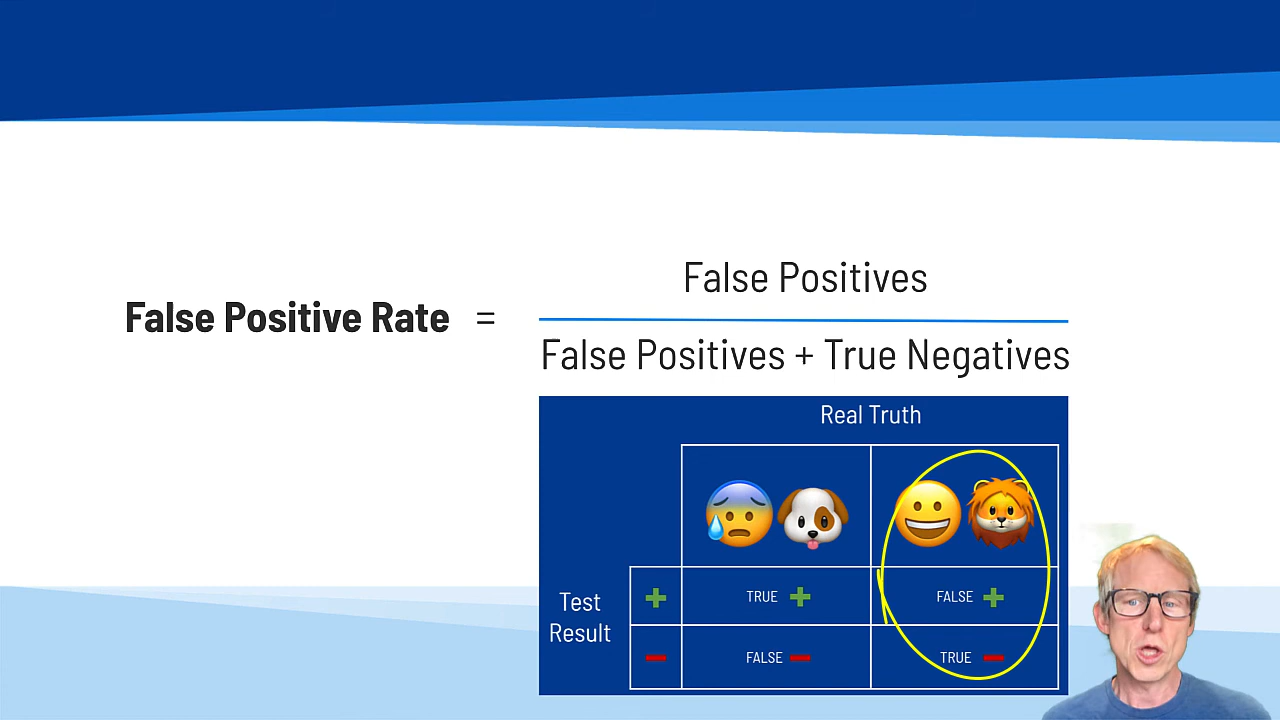 False Positives
False Positive Rate =
False Positives + True Negatives
Real Truth
Test
Result
TRUE +
FALSE +
FALSE -
TRUE -